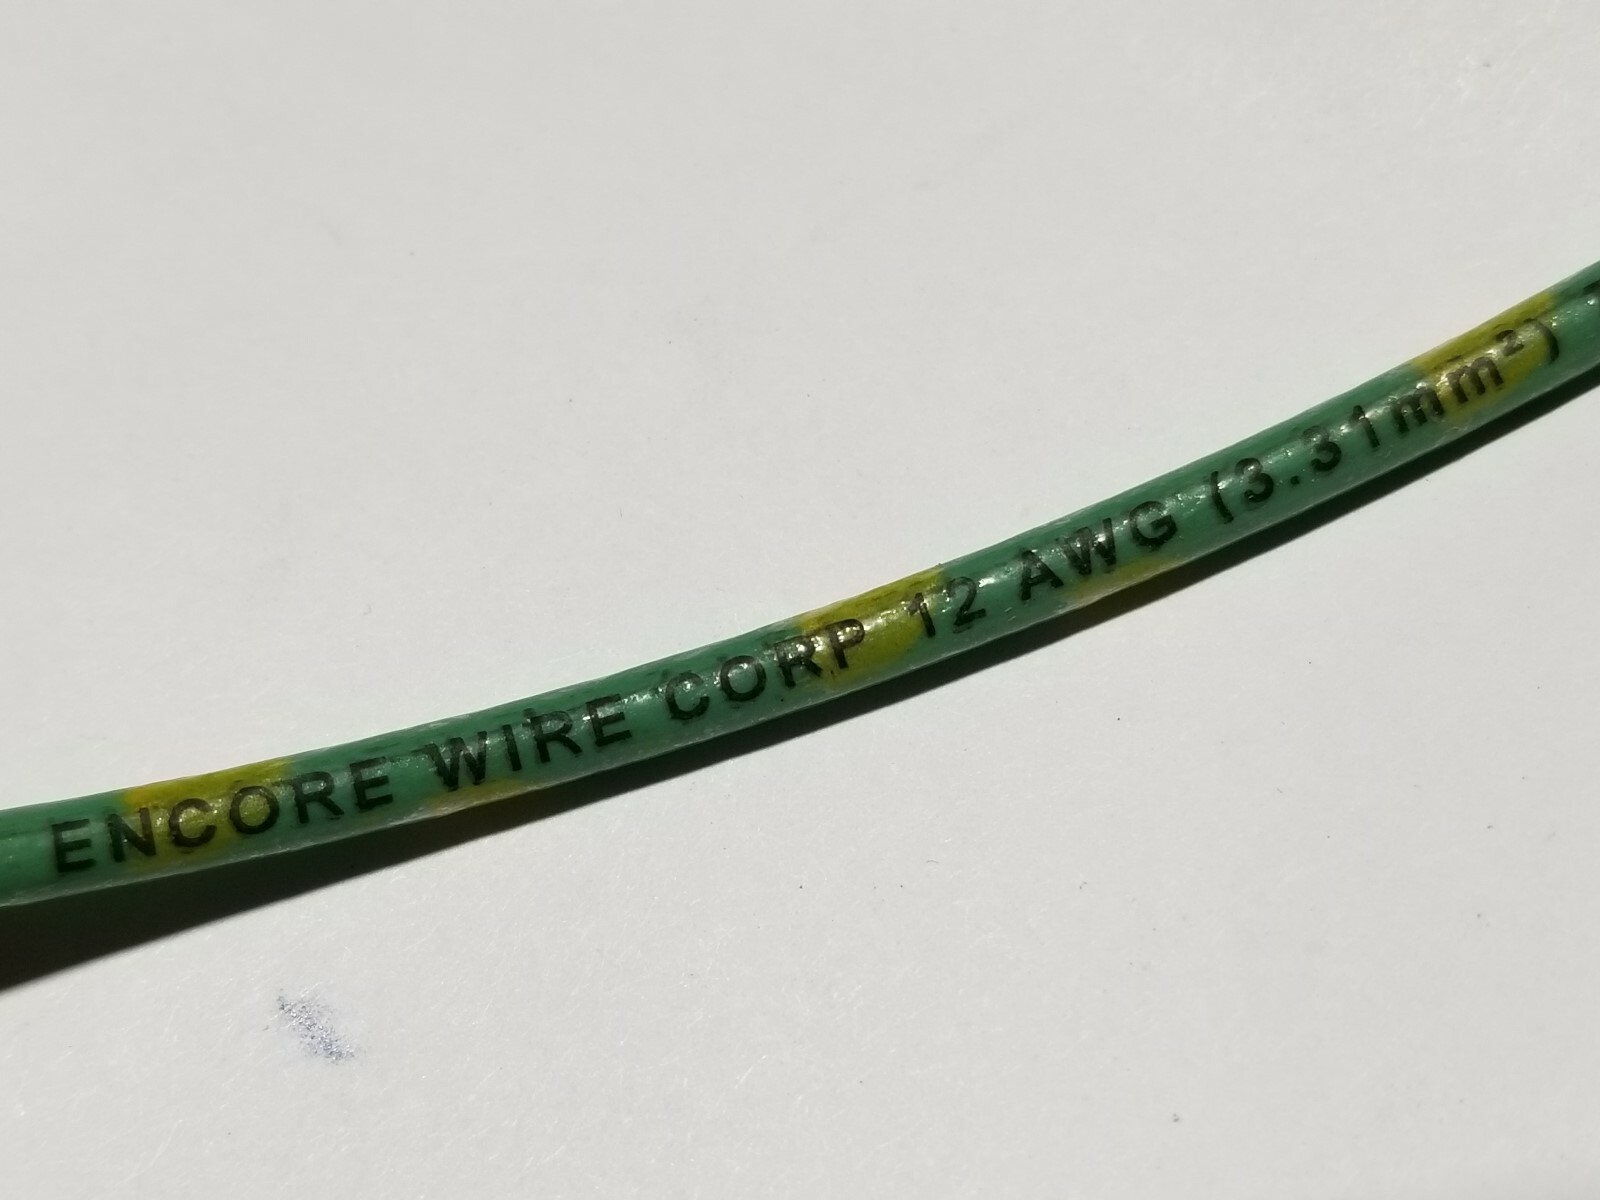 ENCORE WIRE CORP 12 AWG (3.31mm²)